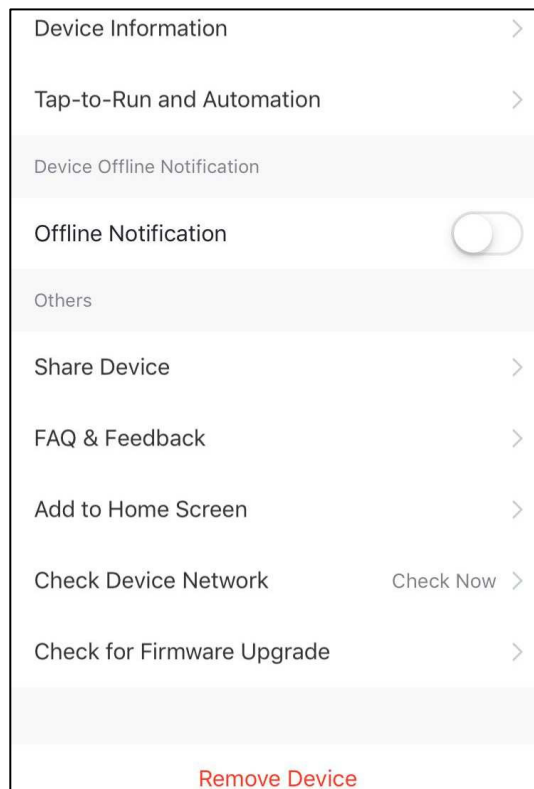 Device Information
Tap-to-Run and Automation
Device Offline Notification
Offline Notification
Others
Share Device
FAQ & Feedback
Add to Home Screen
Check Device Network Check Now
Check for Firmware Upgrade
Remove Device